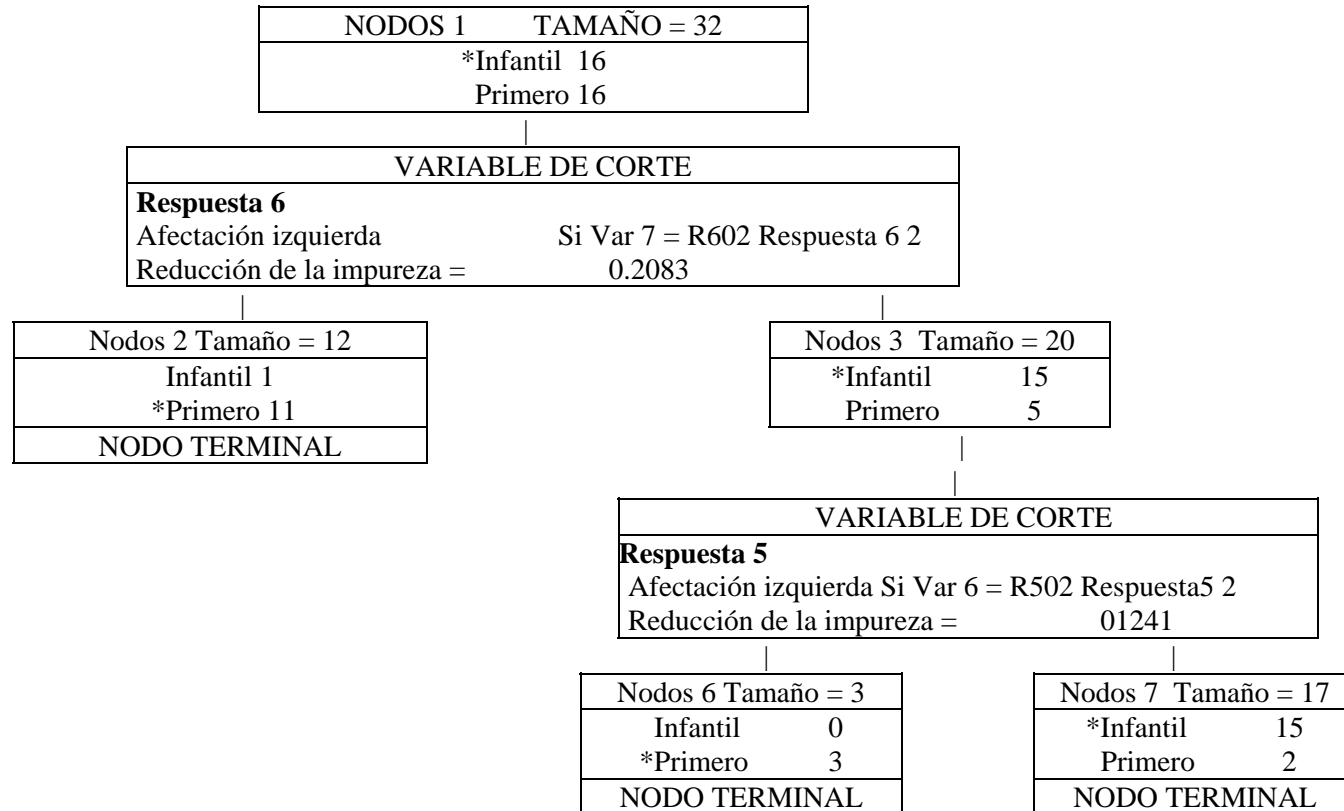 NODOS 1 TAMAÑO = 32
*Infantil 16
Primero 16
VARIABLE DE CORTE
Respuesta 6
Afectación izquierda Si Var 7 = R602 Respuesta 6 2
Reducción de la impureza = 0.2083
Nodos 2 Tamaño = 12
Infantil 1
*Primero 11
NODO TERMINAL
Nodos 3 Tamaño = 20
*Infantil 15
Primero 5
VARIABLE DE CORTE
Respuesta 5
Afectación izquierda Si Var 6 = R502 Respuesta5 2
Reducción de la impureza = 01241
Nodos 6 Tamaño = 3
Infantil 0
*Primero 3
NODO TERMINAL
Nodos 7 Tamaño = 17
*Infantil 15
Primero 2
NODO TERMINAL